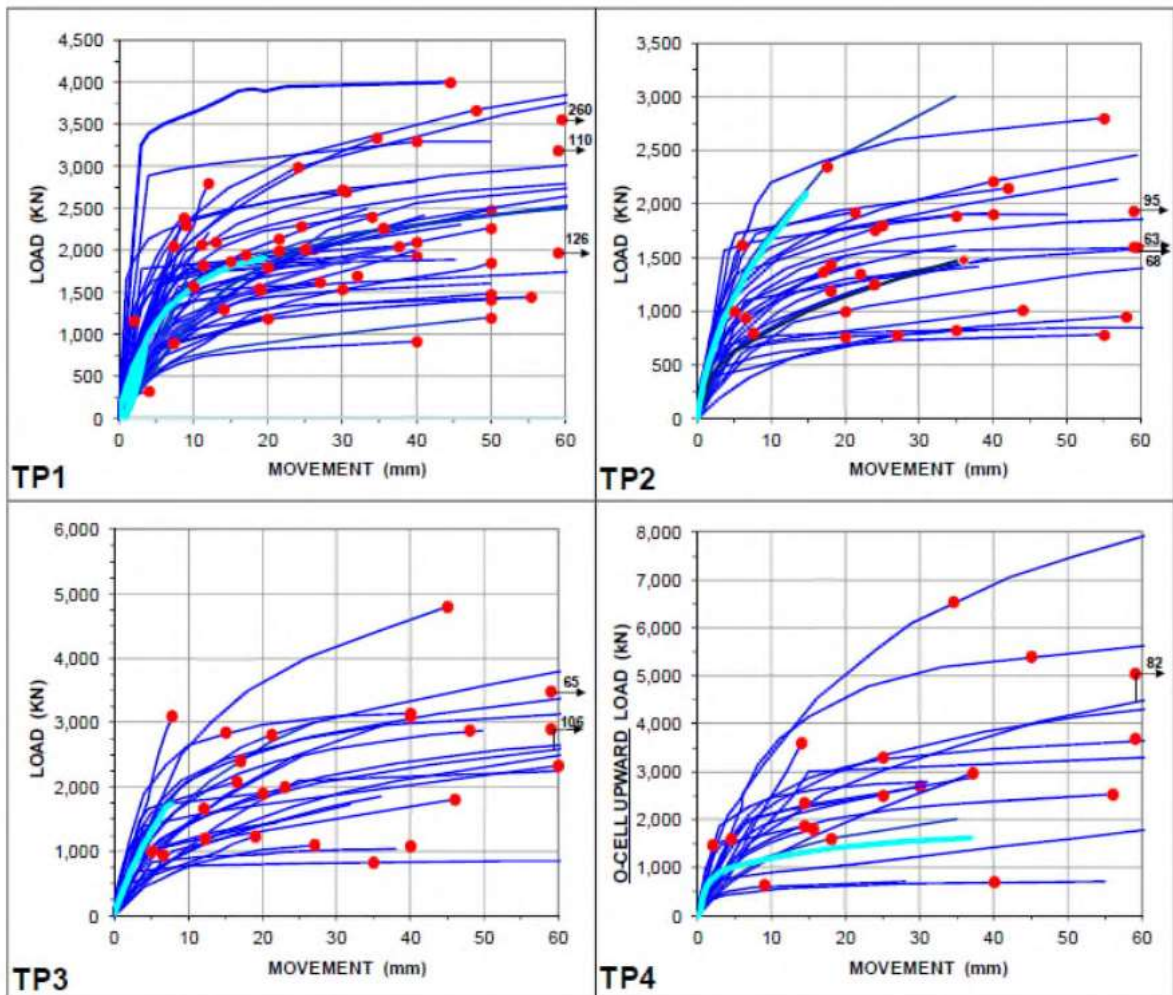 4,500
4,000
3,500
3,000
2,500
2,000
1,500
1,000
500
0
LOAD (KN)
260
110
126
0 10 20 30 40 50 60
MOVEMENT (mm)
TP1
3,500
3,000
2,500
2,000
1,500
1,000
500
0
LOAD (KN)
95
63
68
0 10 20 30 40 50 60
MOVEMENT (mm)
TP2
6,000
5,000
4,000
3,000
2,000
1,000
0
LOAD (KN)
65
106
0 10 20 30 40 50 60
MOVEMENT (mm)
TP3
8,000
7,000
6,000
5,000
4,000
3,000
2,000
1,000
0
O-CELL UPWARD LOAD (kN)
82
0 10 20 30 40 50 60
MOVEMENT (mm)
TP4